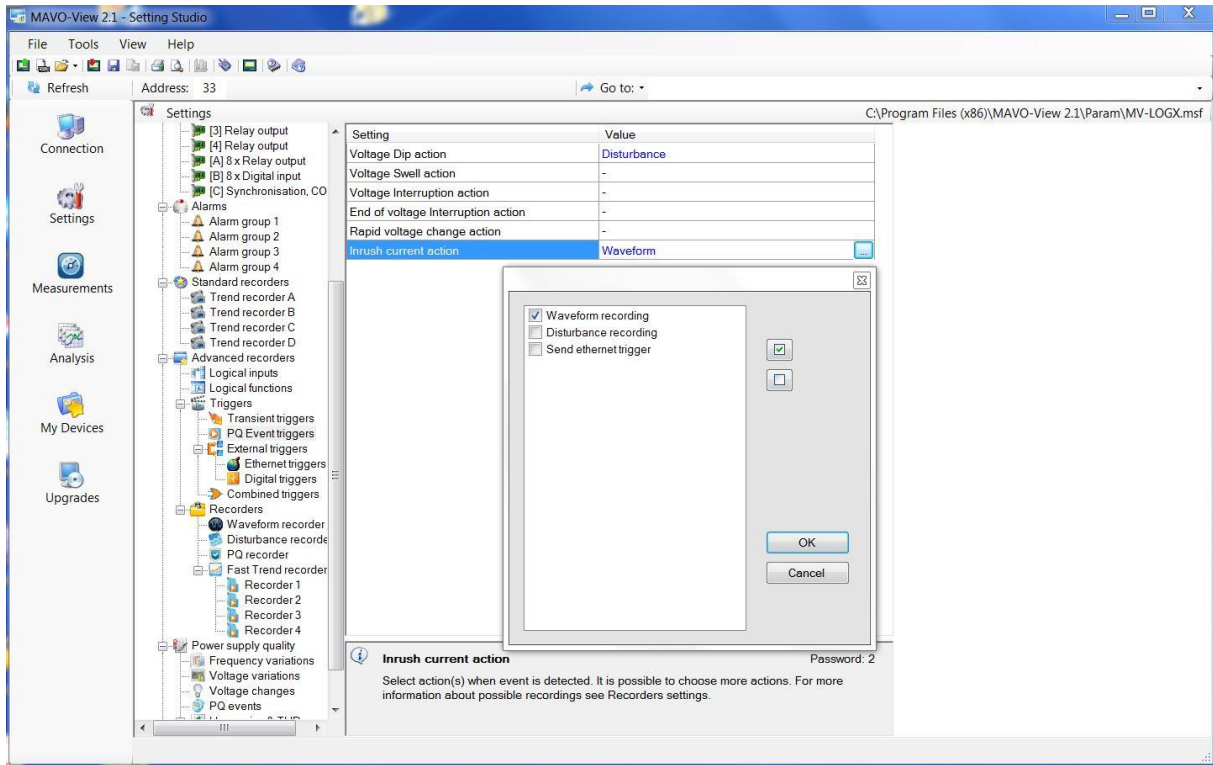 MAVO-View 2.1 - Setting Studio
File Tools View Help
Refresh Address: 33 Go to:
Settings C:\Program Files (x86)\MAVO-View 2.1\Param\MV-LOGX.msf
Connection
Settings
Measurements
Analysis
My Devices
Upgrades
[3] Relay output
[4] Relay output
[A] 8 x Relay output
[B] 8 x Digital input
[C] Synchronisation, CO
Alarms
Alarm group 1
Alarm group 2
Alarm group 3
Alarm group 4
Standard recorders
Trend recorder A
Trend recorder B
Trend recorder C
Trend recorder D
Advanced recorders
Logical inputs
Logical functions
Triggers
Transient triggers
PQ Event triggers
External triggers
Ethernet triggers
Digital triggers
Combined triggers
Recorders
Waveform recorder
Disturbance recorde
PQ recorder
Fast Trend recorder
Recorder 1
Recorder 2
Recorder 3
Recorder 4
Power supply quality
Frequency variations
Voltage variations
Voltage changes
PQ events
Setting Value
Voltage Dip action Disturbance
Voltage Swell action -
Voltage Interruption action -
End of voltage Interruption action -
Rapid voltage change action -
Inrush current action Waveform ...
Waveform recording
Disturbance recording
Send ethernet trigger
OK
Cancel
Inrush current action Password: 2
Select action(s) when event is detected. It is possible to choose more actions. For more
information about possible recordings see Recorders settings.